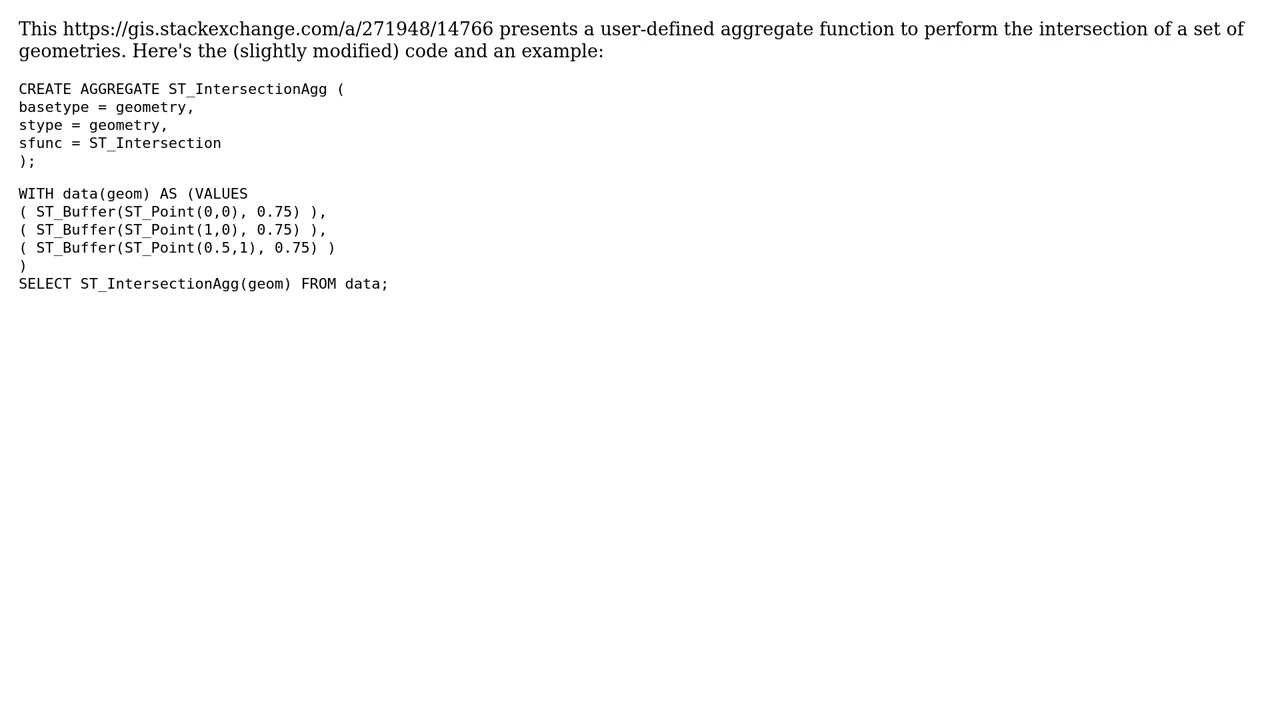 This https://gis.stackexchange.com/a/271948/14766 presents a user-defined aggregate function to perform the intersection of a set of
geometries. Here's the (slightly modified) code and an example:
CREATE AGGREGATE ST_IntersectionAgg (
basetype = geometry,
stype = geometry,
sfunc = ST_Intersection
);
WITH data(geom) AS (VALUES
( ST_Buffer(ST_Point(0,0), 0.75) ),
( ST_Buffer(ST_Point(1,0), 0.75) ),
( ST_Buffer(ST_Point(0.5,1), 0.75) )
)
SELECT ST_IntersectionAgg(geom) FROM data;